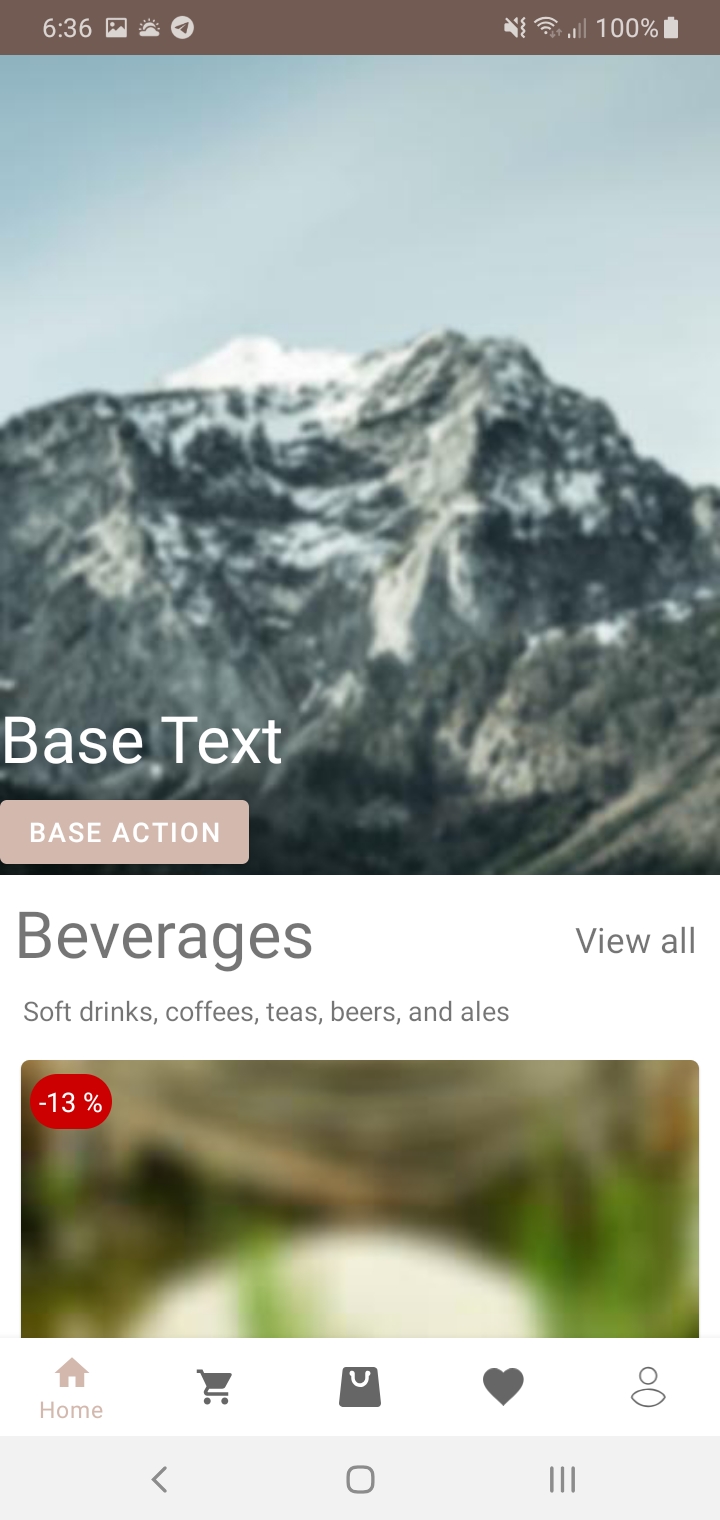 6:36
100%
Base Text
BASE ACTION
Beverages
View all
Soft drinks, coffees, teas, beers, and ales
-13 %
Home